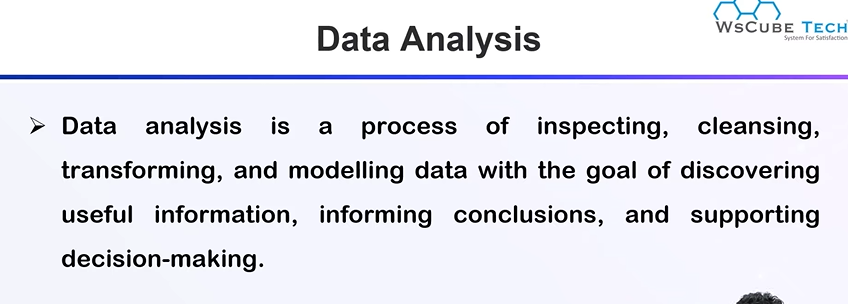 WsCube Tech
System For Satisfaction
Data Analysis
➢ Data analysis is a process of inspecting, cleansing,
transforming, and modelling data with the goal of discovering
useful information, informing conclusions, and supporting
decision-making.